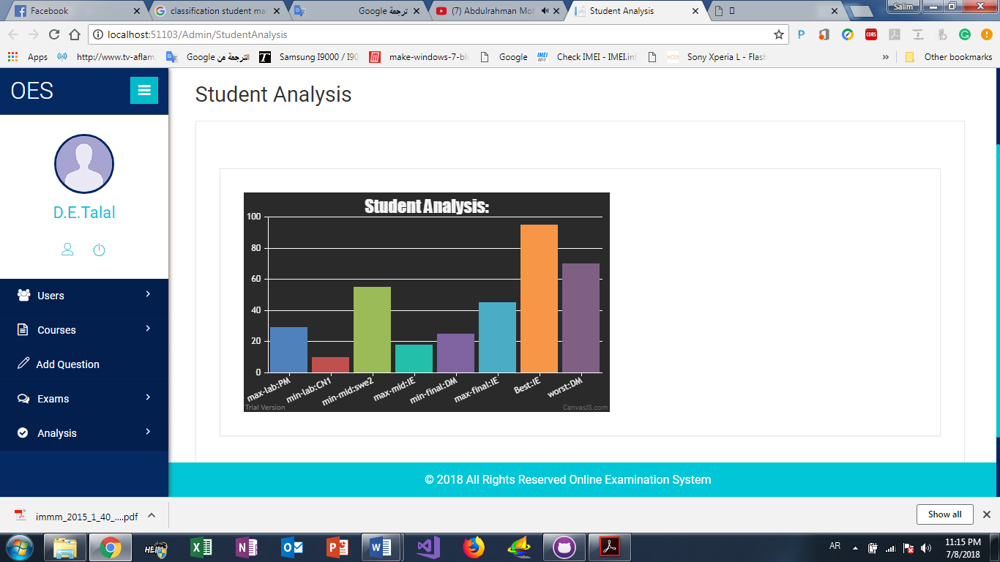 Facebook
classification student ma
Google ترجمة
(7) Abdulrahman Mo
Student Analysis
Salim
localhost:51103/Admin/StudentAnalysis
Apps
http://www.tv-aflam
Google الترجمة من
Samsung I9000 / I90
make-windows-7-bl
Google
Check IMEI - IMEI.inf
Sony Xperia L - Flash
» Other bookmarks
OES
Student Analysis
D.E.Talal
Users
Courses
Add Question
Exams
Analysis
Student Analysis:
100
80
60
40
20
0
max-lab:PM
min-lab:CN1
min-mid:swe2
max-mid:IE
min-final:DM
max-final:IE
Best:IE
worst:DM
Trial Version
CanvasJS.com
© 2018 All Rights Reserved Online Examination System
immm_2015_1_40_....pdf
Show all
AR
11:15 PM
7/8/2018